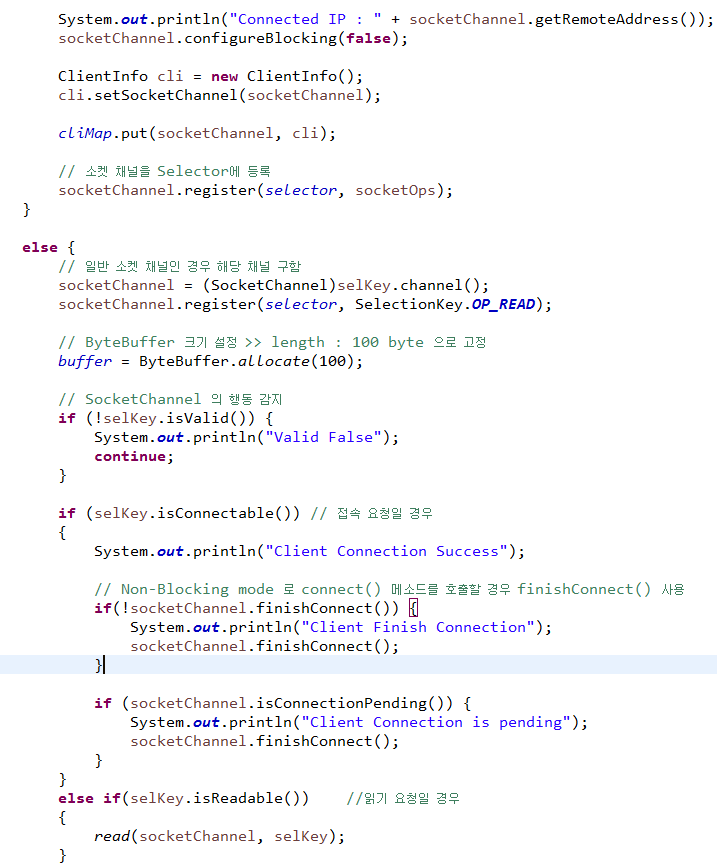 System.out.println("Connected IP : " + socketChannel.getRemoteAddress());
socketChannel.configureBlocking(false);
ClientInfo cli = new ClientInfo();
cli.setSocketChannel(socketChannel);
cliMap.put(socketChannel, cli);
// 소켓 채널을 Selector에 등록
socketChannel.register(selector, socketOps);
}
else {
// 일반 소켓 채널인 경우 해당 채널 구함
socketChannel = (SocketChannel)selKey.channel();
socketChannel.register(selector, SelectionKey.OP_READ);
// ByteBuffer 크기 설정 >> length : 100 byte 으로 고정
buffer = ByteBuffer.allocate(100);
// SocketChannel 의 행동 감지
if (!selKey.isValid()) {
System.out.println("Valid False");
continue;
}
if (selKey.isConnectable()) // 접속 요청일 경우
{
System.out.println("Client Connection Success");
// Non-Blocking mode 로 connect() 메소드를 호출할 경우 finishConnect() 사용
if(!socketChannel.finishConnect()) {
System.out.println("Client Finish Connection");
socketChannel.finishConnect();
}
if (socketChannel.isConnectionPending()) {
System.out.println("Client Connection is pending");
socketChannel.finishConnect();
}
}
else if(selKey.isReadable()) //읽기 요청일 경우
{
read(socketChannel, selKey);
}